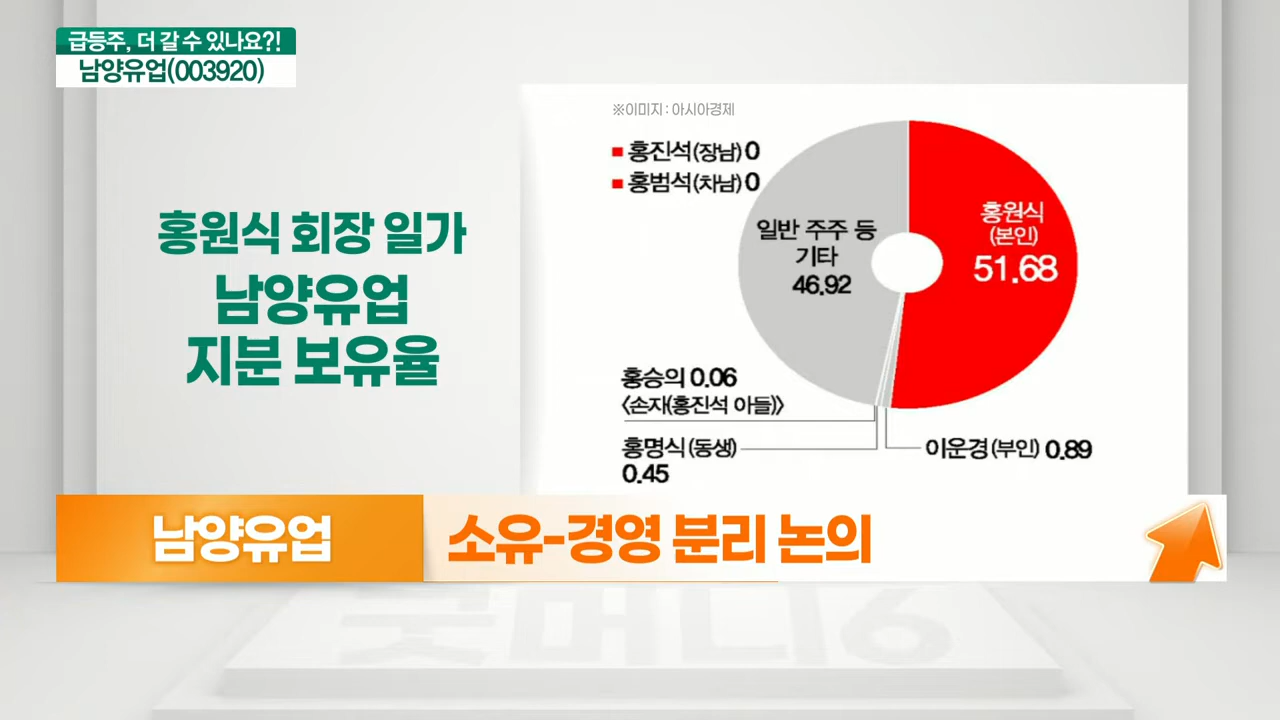 급등주, 더 갈 수 있나요?!
남양유업(003920)
※이미지 : 아시아경제
홍진석(장남) 0
홍범석(차남) 0
홍원식 회장 일가
남양유업
지분 보유율
일반 주주 등
기타
46.92
홍원식
(본인)
51.68
홍승의 0.06
<손자(홍진석 아들)>
홍명식(동생)
0.45
이운경(부인) 0.89
남양유업
소유-경영 분리 논의
굿머니6